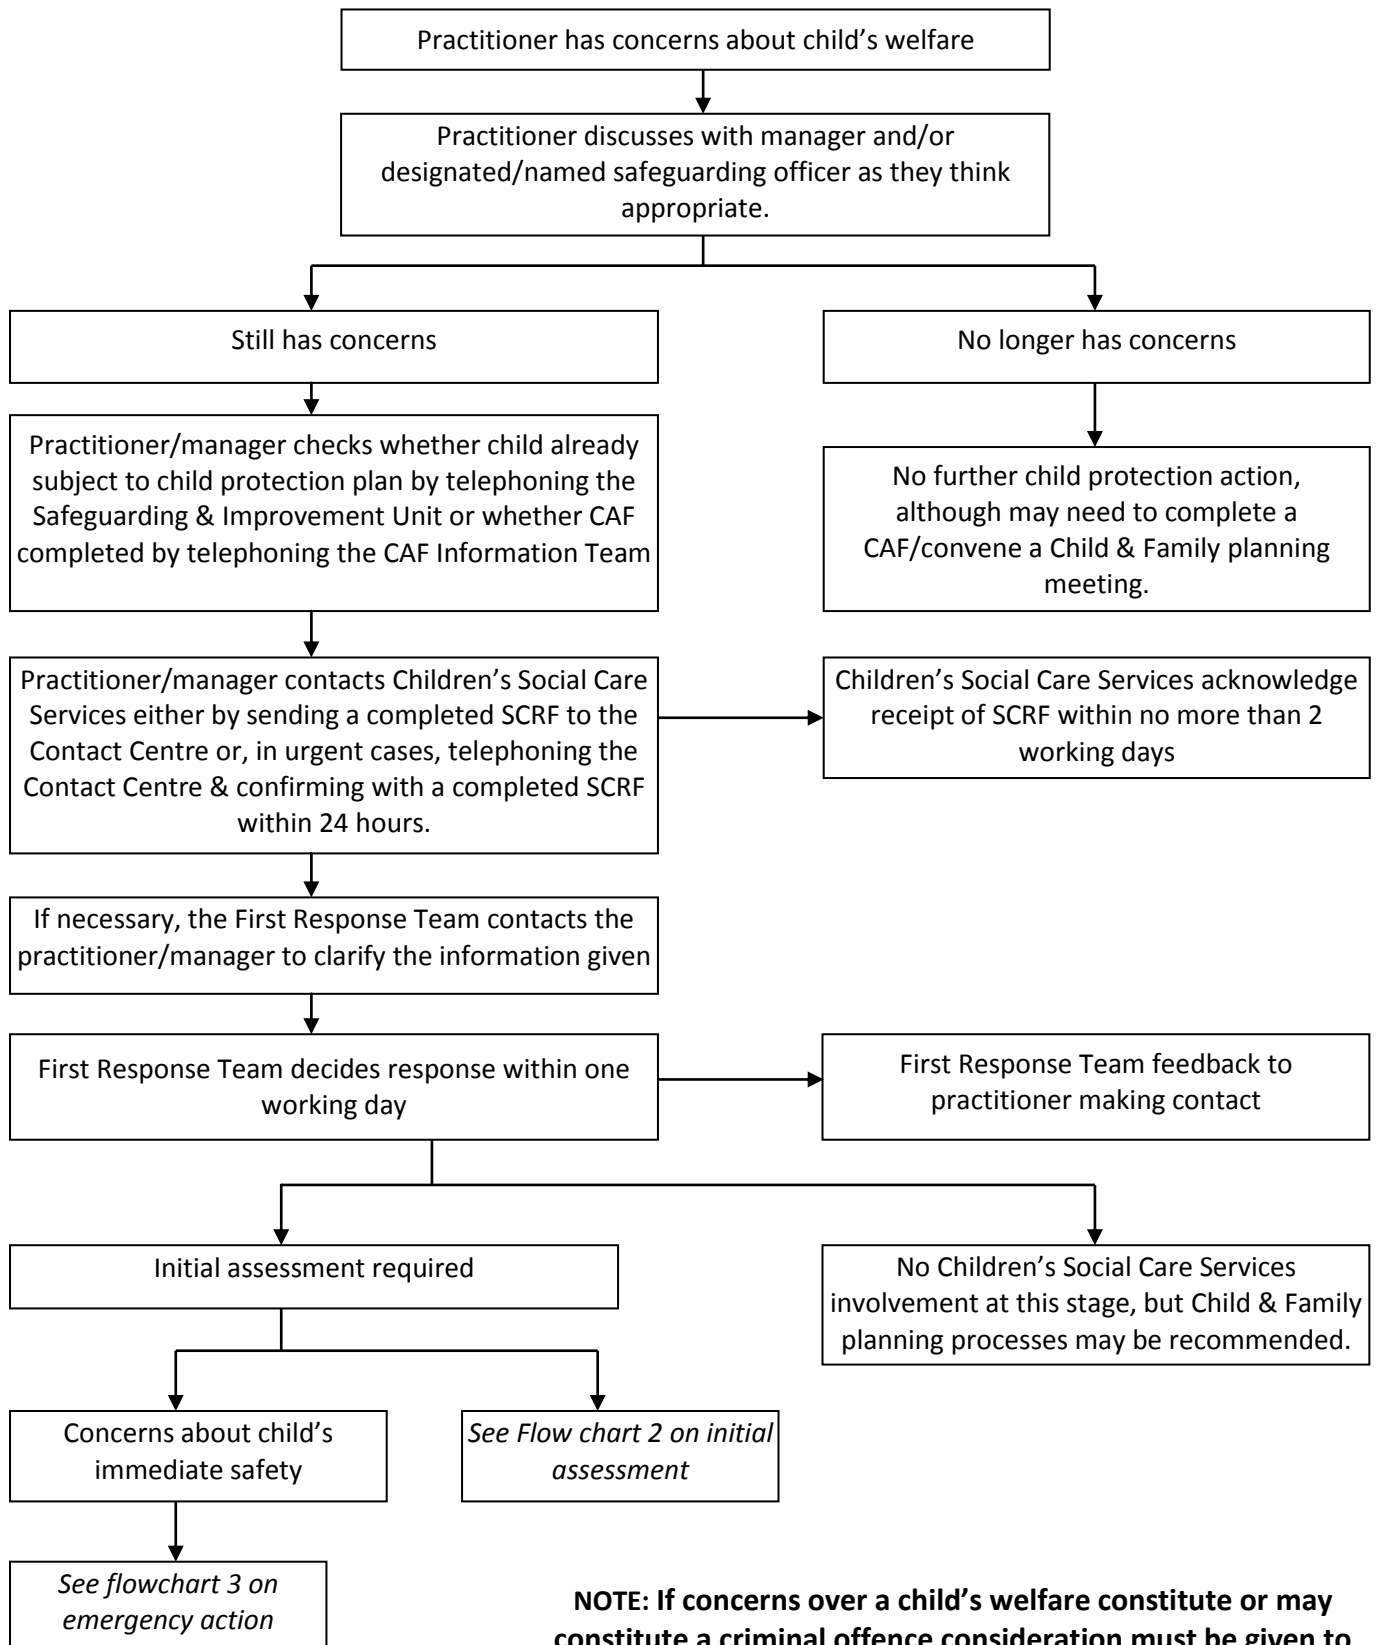 Practitioner has concerns about child’s welfare
Practitioner discusses with manager and/or
designated/named safeguarding officer as they think
appropriate.
Still has concerns
No longer has concerns
Practitioner/manager checks whether child already
subject to child protection plan by telephoning the
Safeguarding & Improvement Unit or whether CAF
completed by telephoning the CAF Information Team
No further child protection action,
although may need to complete a
CAF/convene a Child & Family planning
meeting.
Practitioner/manager contacts Children’s Social Care
Services either by sending a completed SCRF to the
Contact Centre or, in urgent cases, telephoning the
Contact Centre & confirming with a completed SCRF
within 24 hours.
Children’s Social Care Services acknowledge
receipt of SCRF within no more than 2
working days
If necessary, the First Response Team contacts the
practitioner/manager to clarify the information given
First Response Team decides response within one
working day
First Response Team feedback to
practitioner making contact
Initial assessment required
No Children’s Social Care Services
involvement at this stage, but Child & Family
planning processes may be recommended.
Concerns about child’s
immediate safety
See Flow chart 2 on initial
assessment
See flowchart 3 on
emergency action
NOTE: If concerns over a child’s welfare constitute or may
constitute a criminal offence consideration must be given to